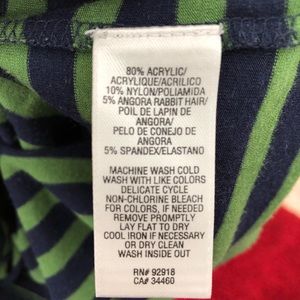 80% ACRYLIC/
ACRYLIQUE/ACRILICO
10% NYLON/POLIAMIDA
5% ANGORA RABBIT HAIR/
POIL DE LAPIN DE
ANGORA/
PELO DE CONEJO DE
ANGORA
5% SPANDEX/ELASTANO
MACHINE WASH COLD
WASH WITH LIKE COLORS
DELICATE CYCLE
NON-CHLORINE BLEACH
FOR COLORS, IF NEEDED
REMOVE PROMPTLY
LAY FLAT TO DRY
COOL IRON IF NECESSARY
OR DRY CLEAN
WASH INSIDE OUT
RN# 92918
CA# 34460